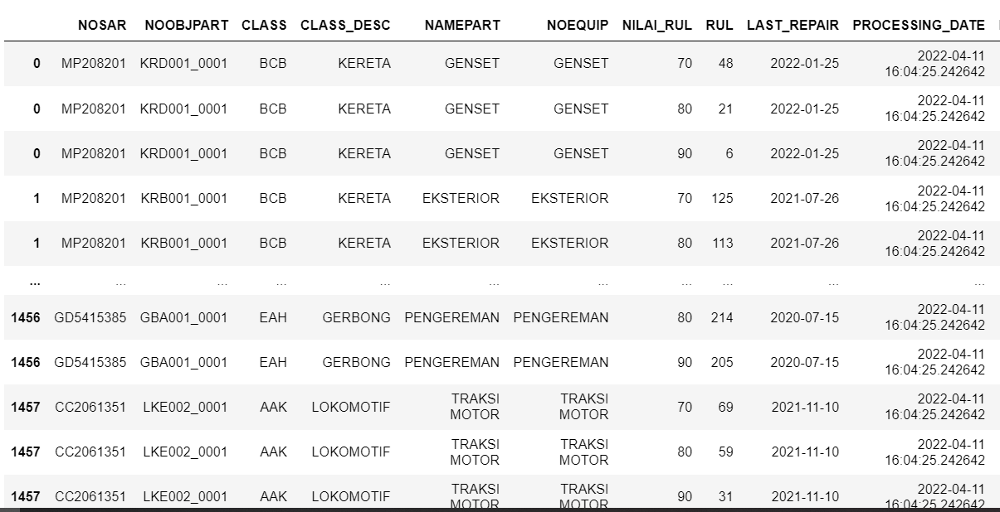 NOSAR NOOBJPART CLASS CLASS_DESC NAMEPART NOEQUIP NILAI_RUL RUL LAST_REPAIR PROCESSING_DATE
0 MP208201 KRD001_0001 BCB KERETA GENSET GENSET 70 48 2022-01-25 2022-04-11 16:04:25.242642
0 MP208201 KRD001_0001 BCB KERETA GENSET GENSET 80 21 2022-01-25 2022-04-11 16:04:25.242642
0 MP208201 KRD001_0001 BCB KERETA GENSET GENSET 90 6 2022-01-25 2022-04-11 16:04:25.242642
1 MP208201 KRB001_0001 BCB KERETA EKSTERIOR EKSTERIOR 70 125 2021-07-26 2022-04-11 16:04:25.242642
1 MP208201 KRB001_0001 BCB KERETA EKSTERIOR EKSTERIOR 80 113 2021-07-26 2022-04-11 16:04:25.242642
... ... ... ... ... ... ... ... ... ... ...
1456 GD5415385 GBA001_0001 EAH GERBONG PENGEREMAN PENGEREMAN 80 214 2020-07-15 2022-04-11 16:04:25.242642
1456 GD5415385 GBA001_0001 EAH GERBONG PENGEREMAN PENGEREMAN 90 205 2020-07-15 2022-04-11 16:04:25.242642
1457 CC2061351 LKE002_0001 AAK LOKOMOTIF TRAKSI MOTOR TRAKSI MOTOR 70 69 2021-11-10 2022-04-11 16:04:25.242642
1457 CC2061351 LKE002_0001 AAK LOKOMOTIF TRAKSI MOTOR TRAKSI MOTOR 80 59 2021-11-10 2022-04-11 16:04:25.242642
1457 CC2061351 LKE002_0001 AAK LOKOMOTIF TRAKSI MOTOR TRAKSI MOTOR 90 31 2021-11-10 2022-04-11 16:04:25.242642